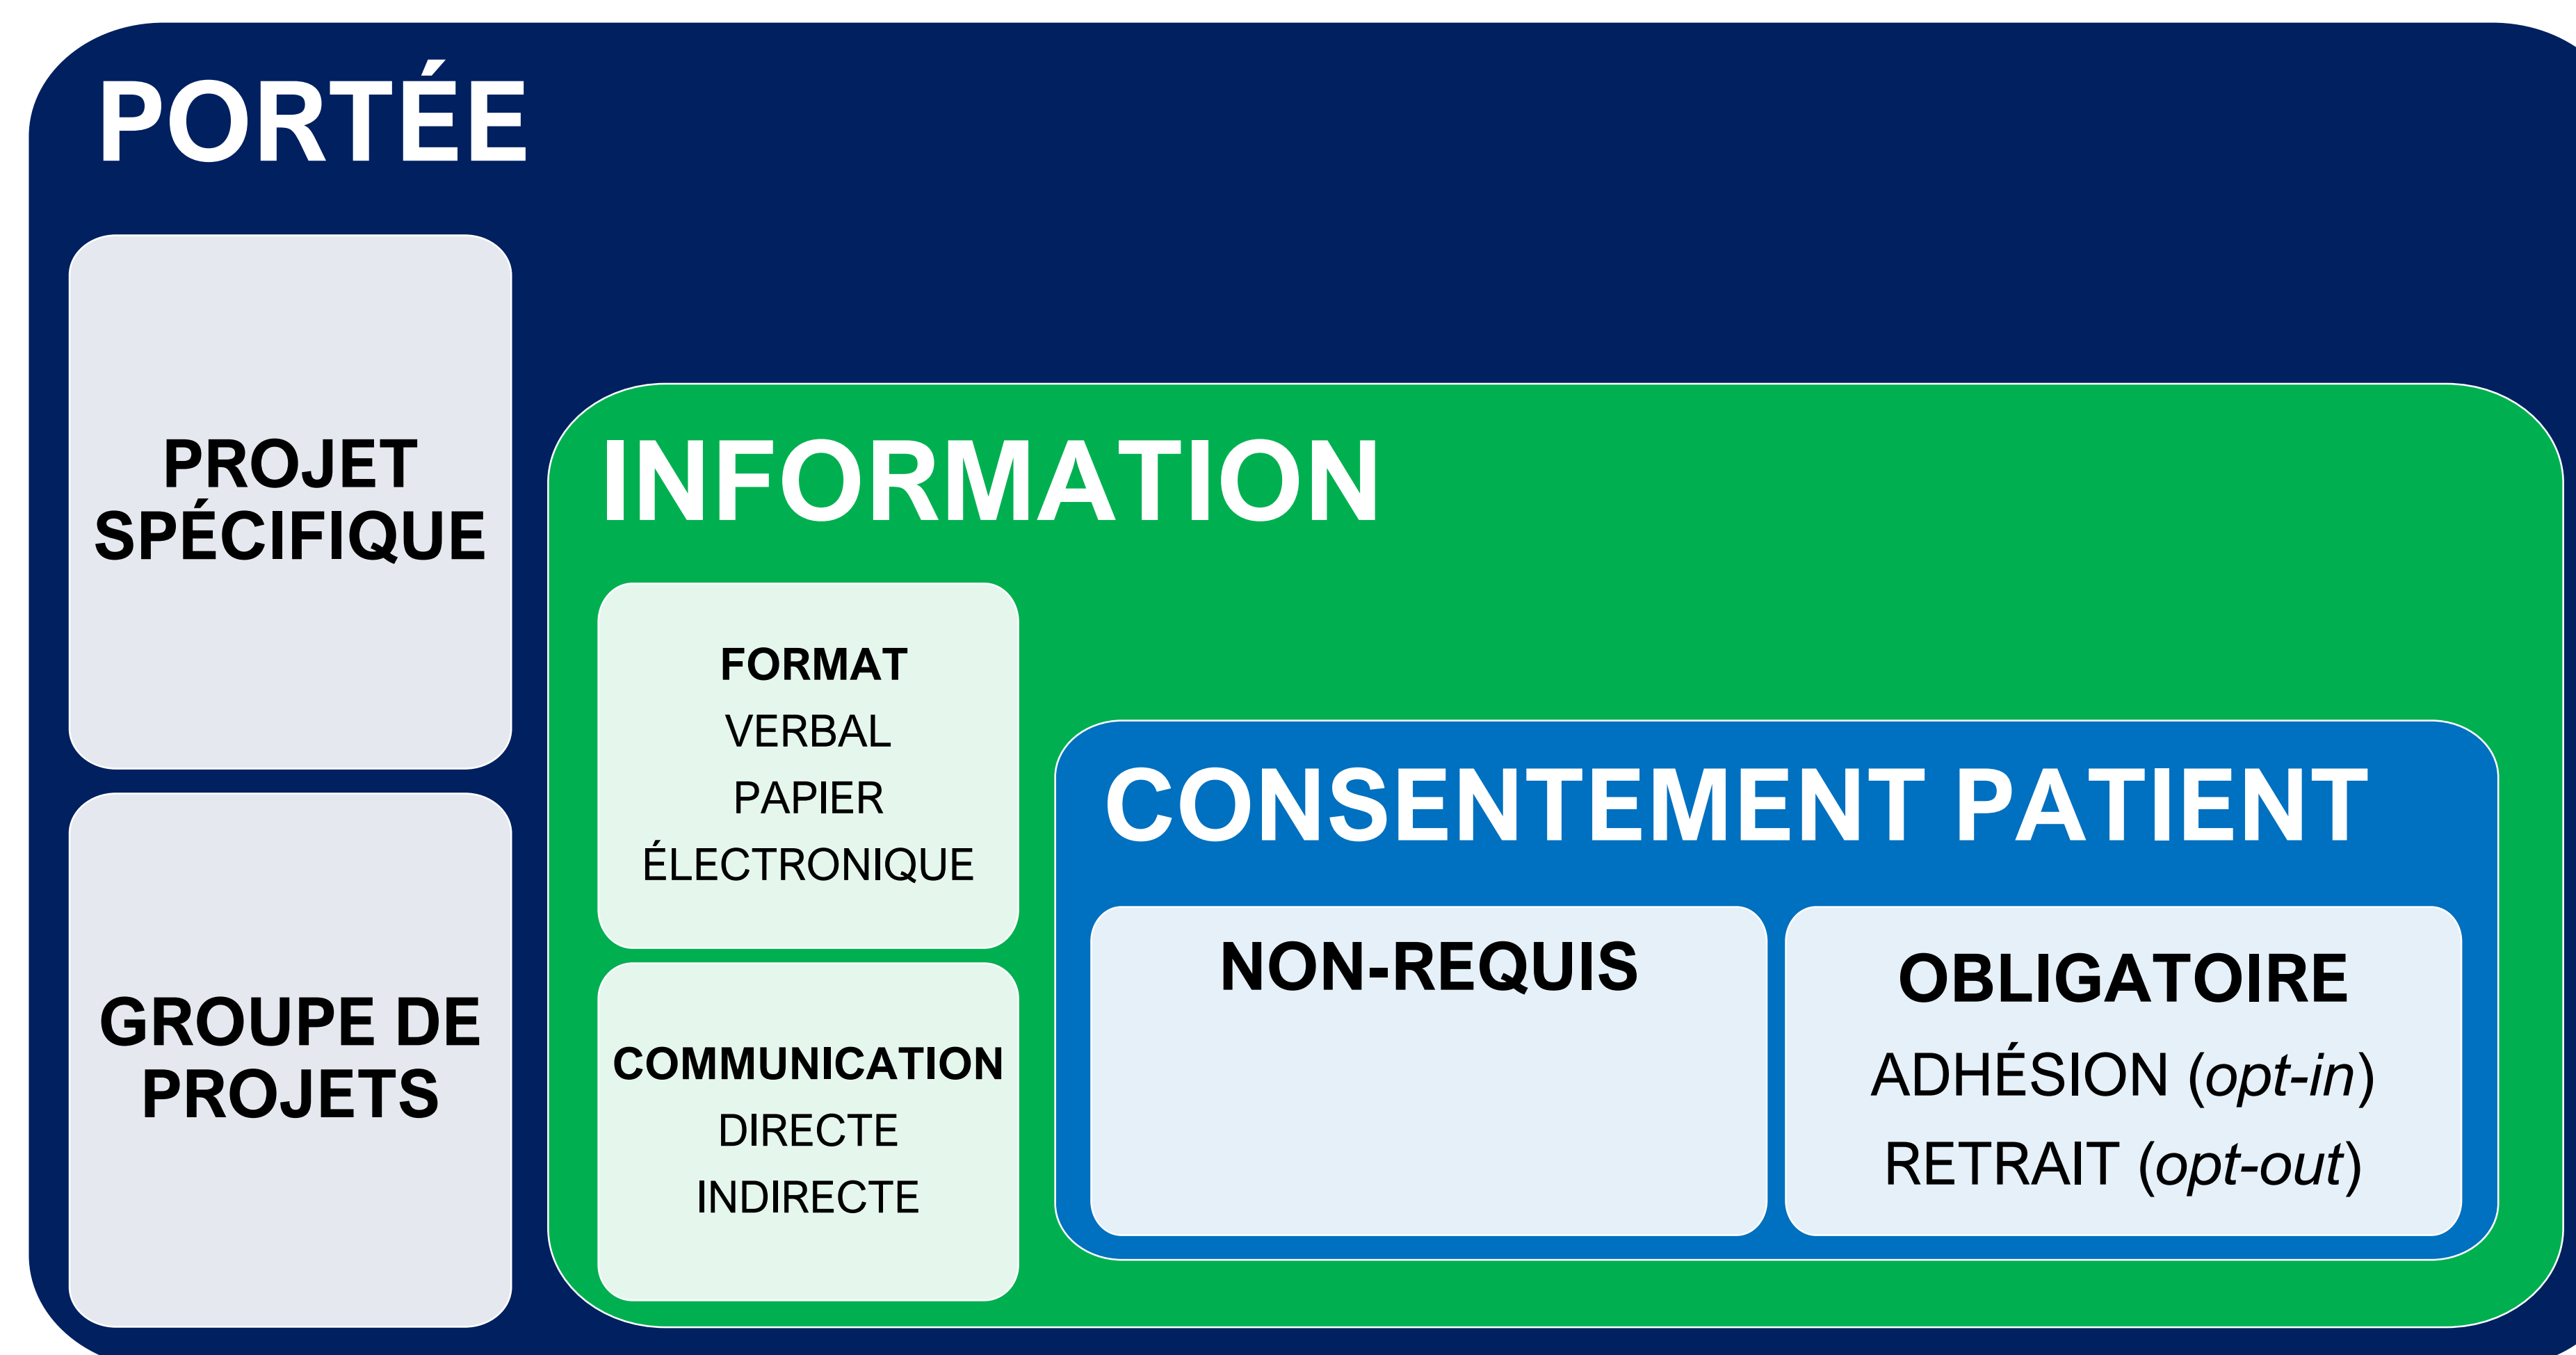 PORTÉE
PROJET
SPÉCIFIQUE
GROUPE DE
PROJETS
INFORMATION
FORMAT
VERBAL
PAPIER
ÉLECTRONIQUE
COMMUNICATION
DIRECTE
INDIRECTE
CONSENTEMENT PATIENT
NON-REQUIS
OBLIGATOIRE
ADHÉSION (opt-in)
RETRAIT (opt-out)